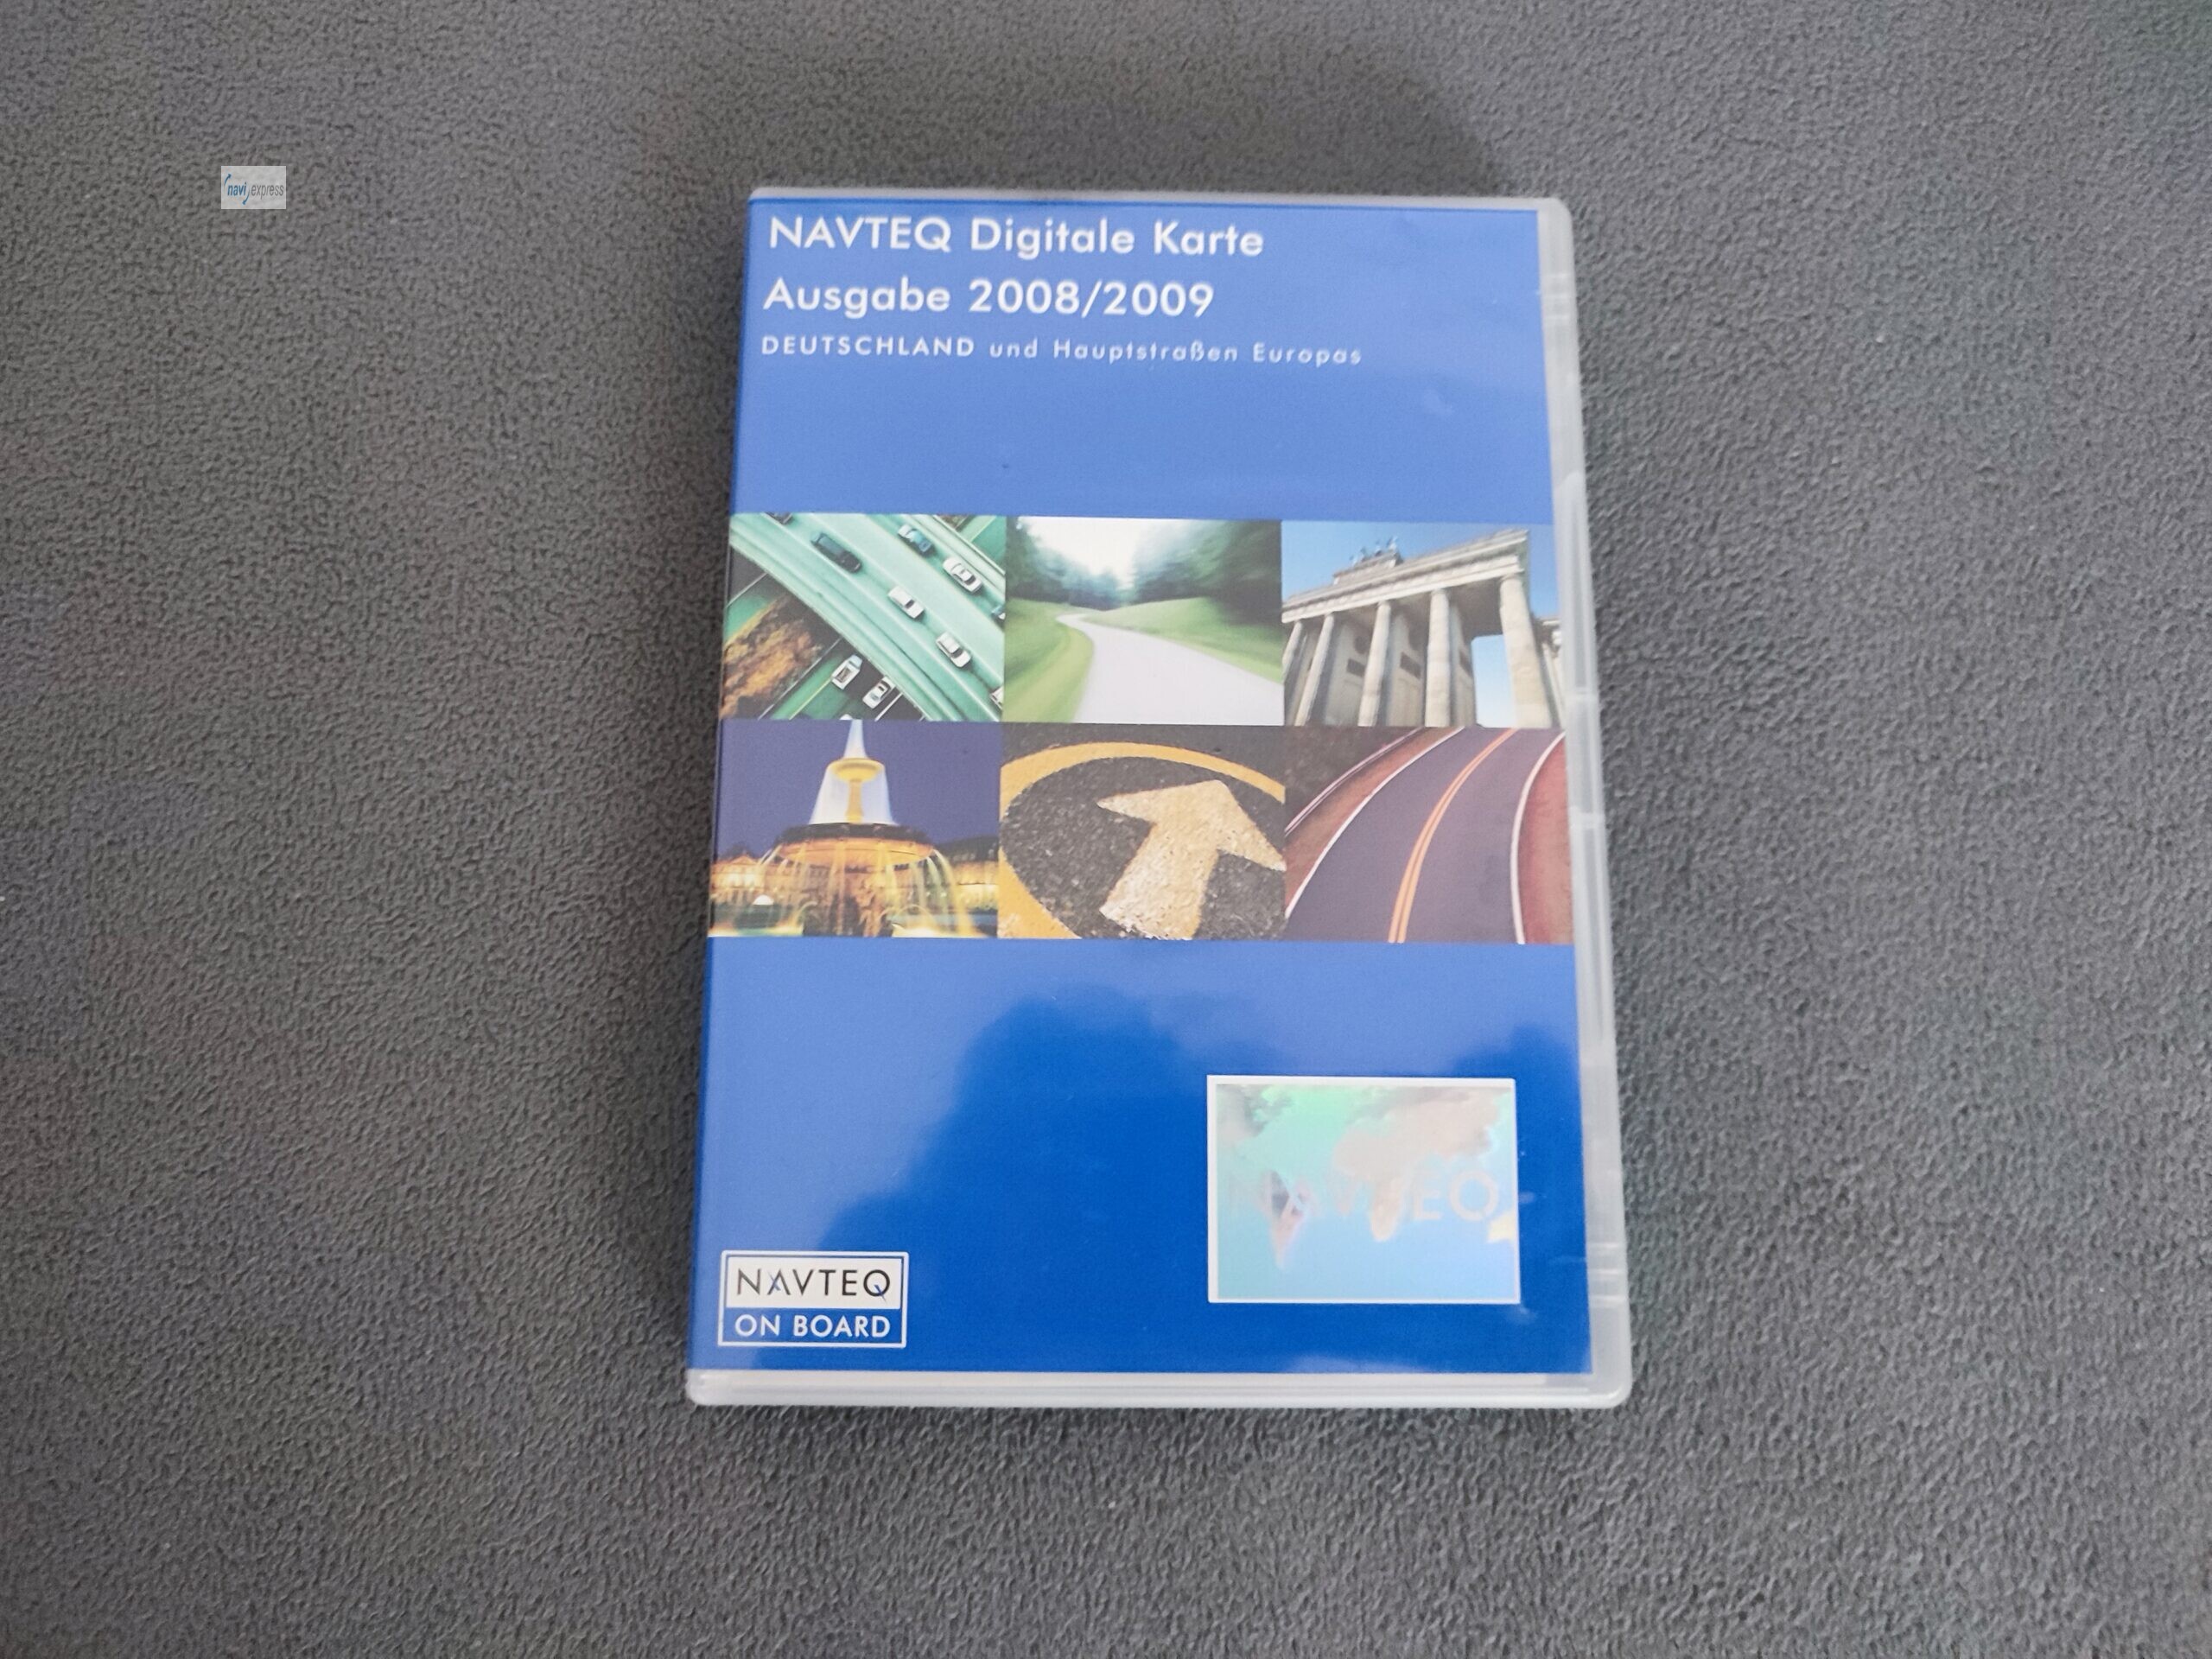 navi express
NAVTEQ Digitale Karte
Ausgabe 2008/2009
DEUTSCHLAND und Hauptstraßen Europas
NAVTEQ
NAVTEQ
ON BOARD